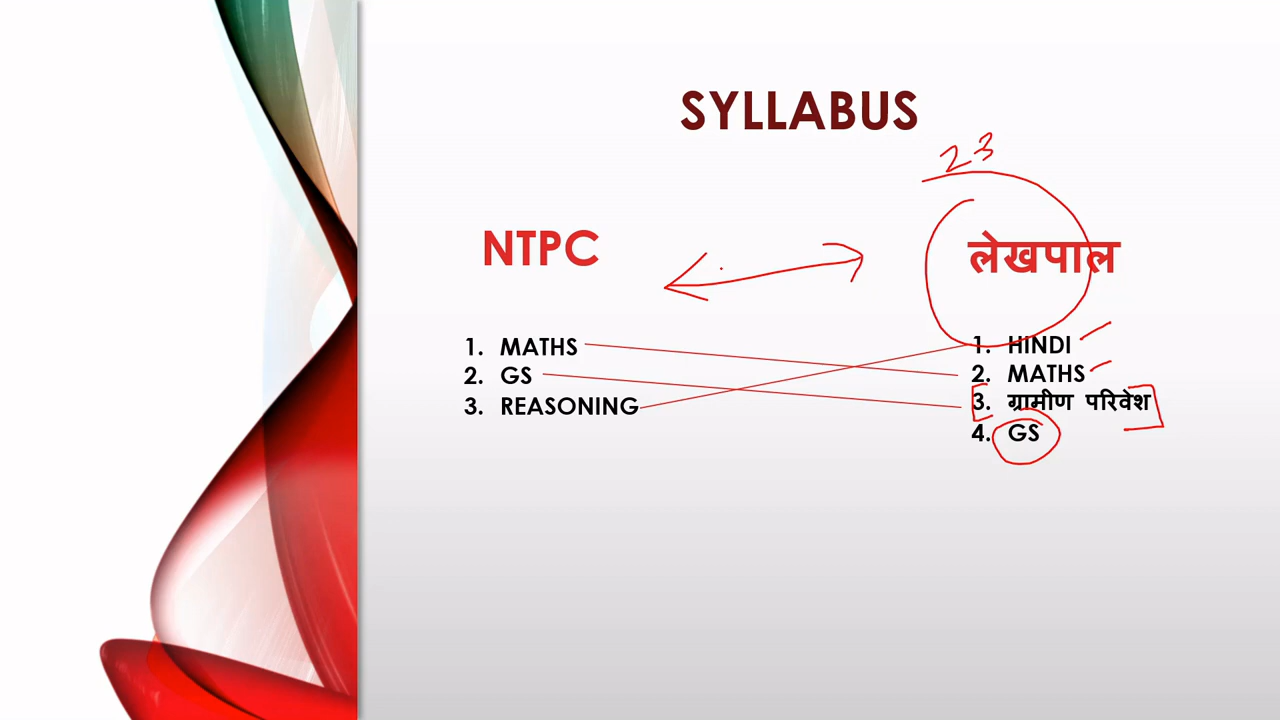 SYLLABUS
23
NTPC
लेखपाल
1. MATHS
2. GS
3. REASONING
1. HINDI
2. MATHS
3. ग्रामीण परिवेश
4. GS